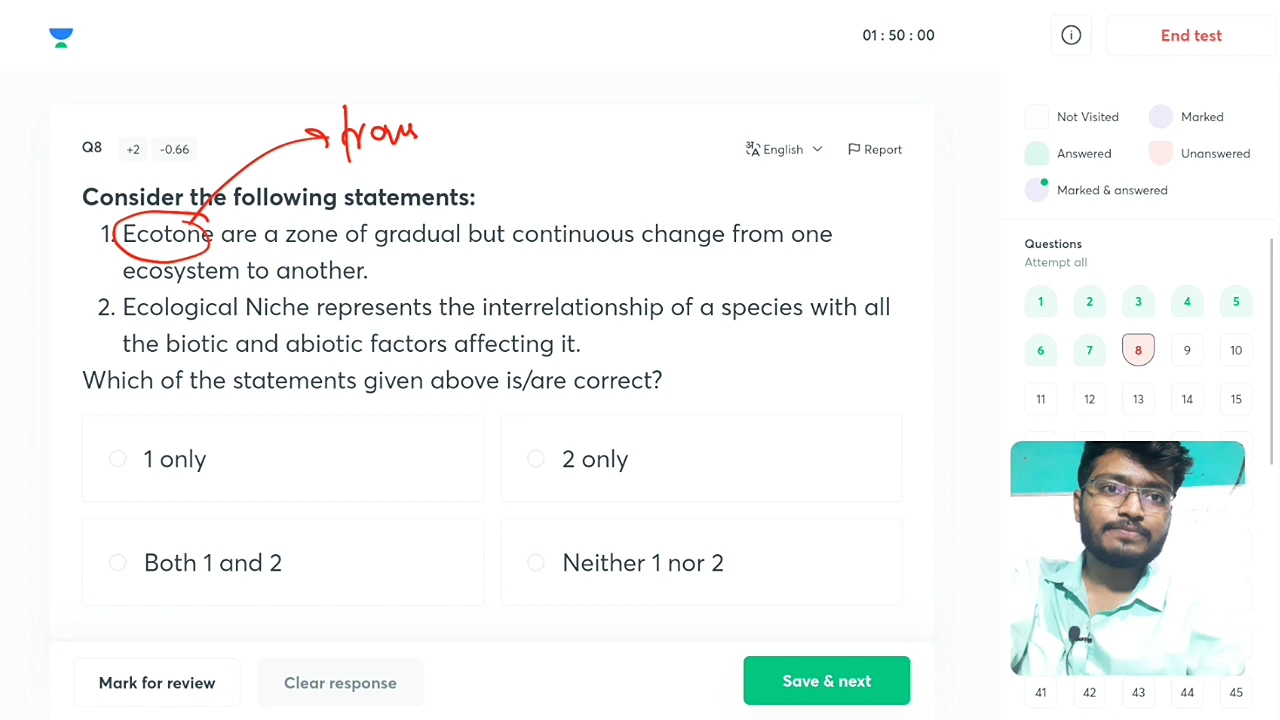 01 : 50 : 00
End test
Q8
+2
-0.66
English
Report
Consider the following statements:
1. Ecotone are a zone of gradual but continuous change from one
ecosystem to another.
2. Ecological Niche represents the interrelationship of a species with all
the biotic and abiotic factors affecting it.
Which of the statements given above is/are correct?
1 only
2 only
Both 1 and 2
Neither 1 nor 2
Mark for review
Clear response
Save & next
Not Visited
Marked
Answered
Unanswered
Marked & answered
Questions
Attempt all
1 2 3 4 5
6 7 8 9 10
11 12 13 14 15
41 42 43 44 45